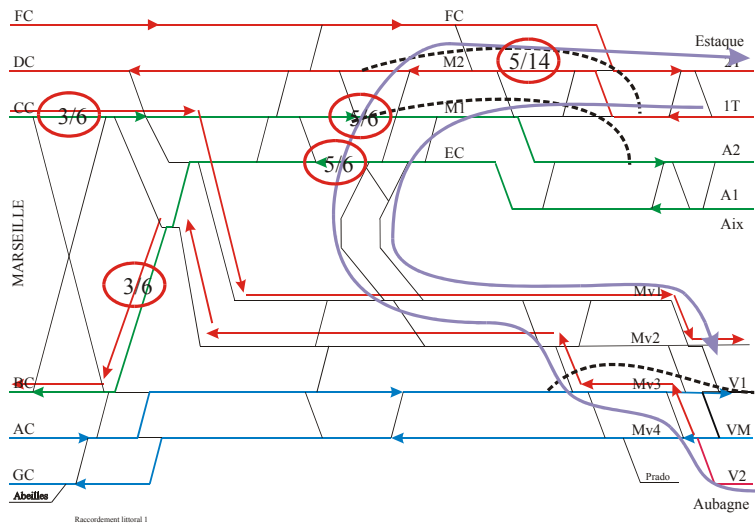 FC FC
Estaque
DC M2 5/14 2T
CC 3/6 M1 5/6 1T
5/6 EC A2
A1
Aix
MARSEILLE
3/6 Mv1
Mv2
BC Mv3 V1
AC Mv4 VM
GC Prado V2
Abeilles
Aubagne
Raccordement littoral 1